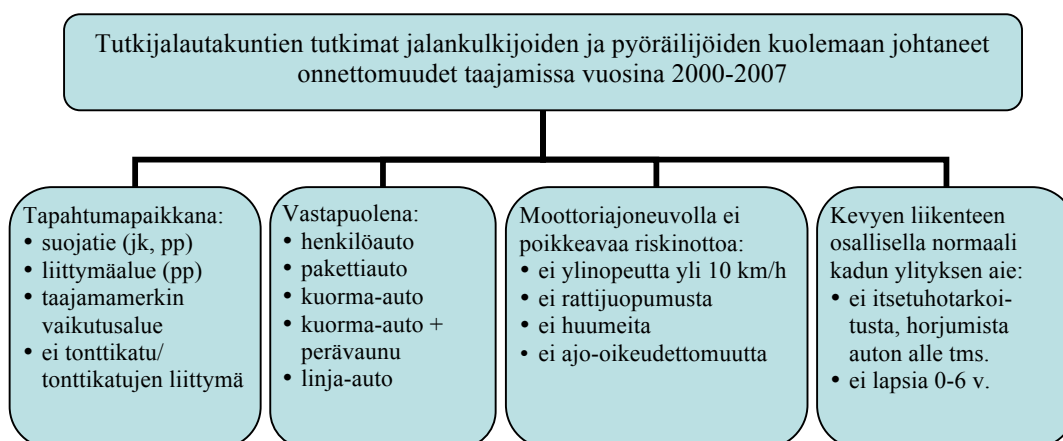 Tutkijalautakuntien tutkimat jalankulkijoiden ja pyöräilijöiden kuolemaan johtaneet
onnettomuudet taajamissa vuosina 2000-2007
Tapahtumapaikkana:
• suojatie (jk, pp)
• liittymäalue (pp)
• taajamamerkin
vaikutusalue
• ei tonttikatu/
tonttikatujen liittymä
Vastapuolena:
• henkilöauto
• pakettiauto
• kuorma-auto
• kuorma-auto +
perävaunu
• linja-auto
Moottoriajoneuvolla ei
poikkeavaa riskinottoa:
• ei ylinopeutta yli 10 km/h
• ei rattijuopumusta
• ei huumeita
• ei ajo-oikeudettomuutta
Kevyen liikenteen
osallisella normaali
kadun ylityksen aie:
• ei itsetuhotarkoi-
tusta, horjumista
auton alle tms.
• ei lapsia 0-6 v.